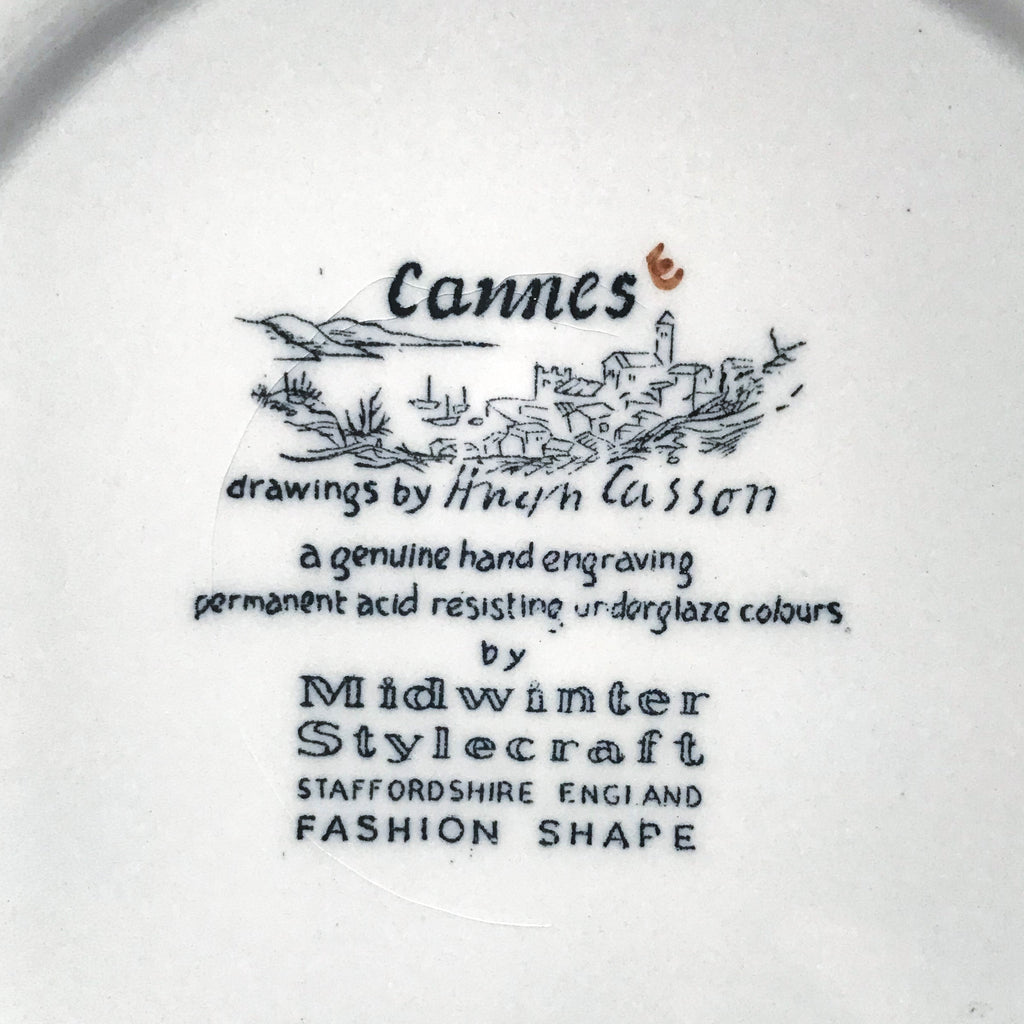 Cannes
drawings by Hugh Casson
a genuine hand engraving
permanent acid resisting underglaze colours
by
Midwinter
Stylecraft
STAFFORDSHIRE ENGLAND
FASHION SHAPE